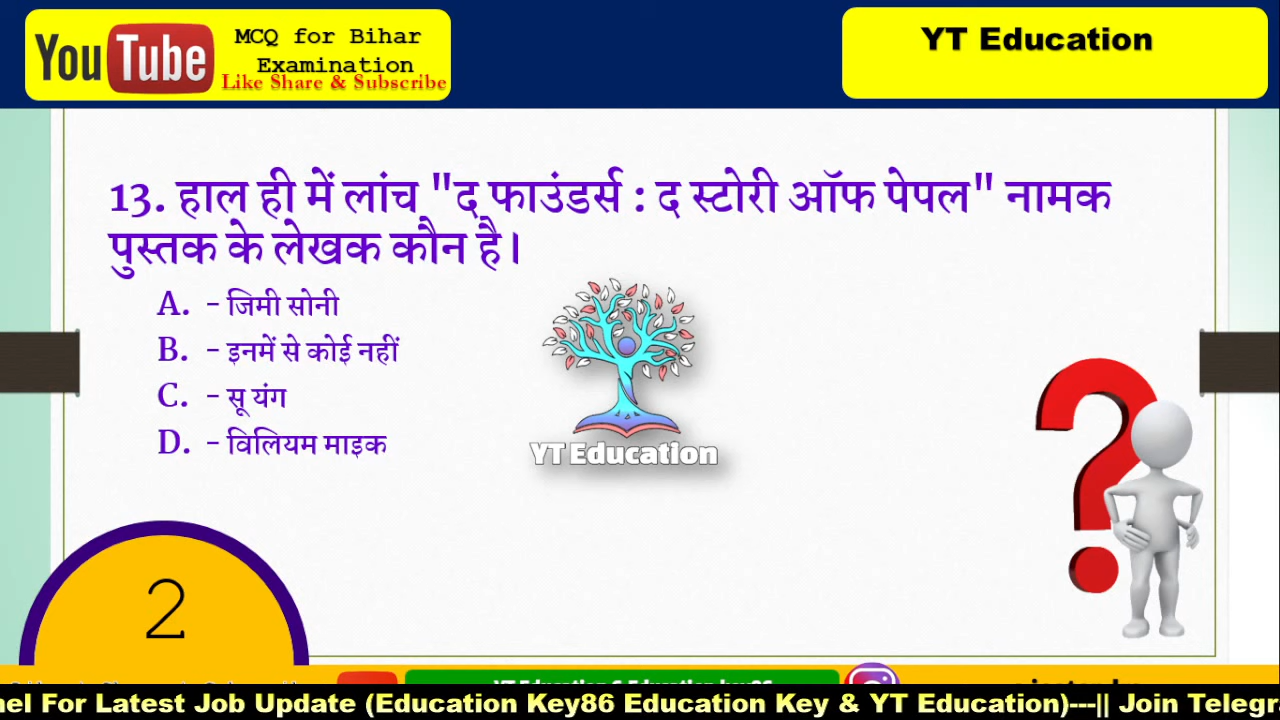 YouTube
MCQ for Bihar
Examination
Like Share & Subscribe
YT Education
13. हाल ही में लांच "द फाउंडर्स : द स्टोरी ऑफ पेपल" नामक
पुस्तक के लेखक कौन है।
A. - जिमी सोनी
B. - इनमें से कोई नहीं
C. - सू यंग
D. - विलियम माइक
YT Education
2
nel For Latest Job Update (Education Key86 Education Key & YT Education)---|| Join Telegr